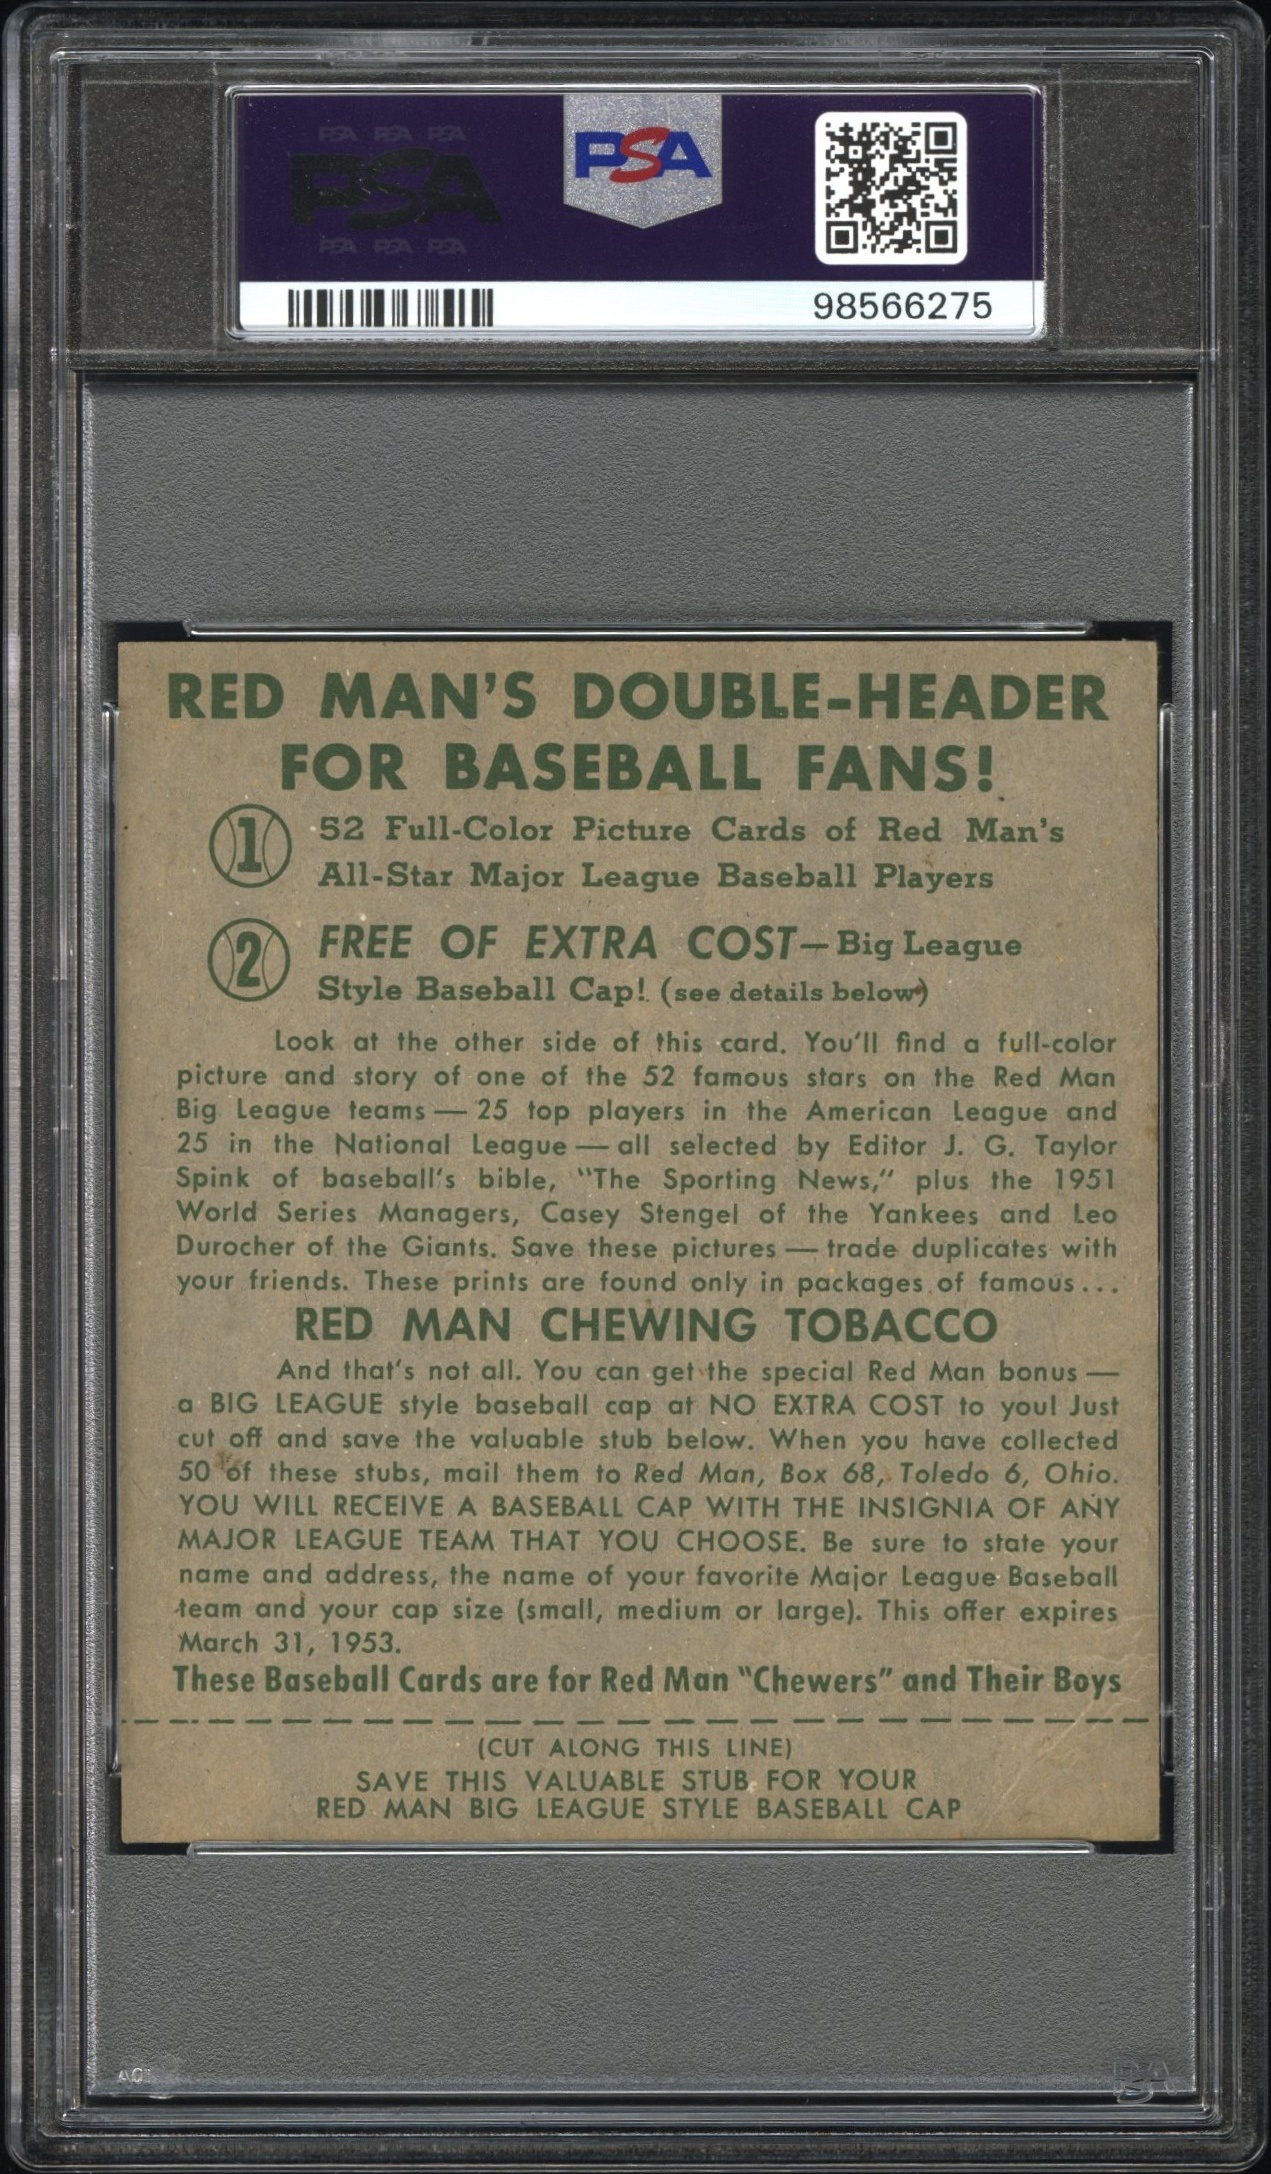 PSA PSA PSA
PSA
PSA PSA PSA
PSA
98566275
RED MAN'S DOUBLE-HEADER
FOR BASEBALL FANS!
1 52 Full-Color Picture Cards of Red Man's
All-Star Major League Baseball Players
2 FREE OF EXTRA COST—Big League
Style Baseball Cap! (see details below)
Look at the other side of this card. You'll find a full-color
picture and story of one of the 52 famous stars on the Red Man
Big League teams — 25 top players in the American League and
25 in the National League — all selected by Editor J. G. Taylor
Spink of baseball's bible, "The Sporting News," plus the 1951
World Series Managers, Casey Stengel of the Yankees and Leo
Durocher of the Giants. Save these pictures — trade duplicates with
your friends. These prints are found only in packages of famous...
RED MAN CHEWING TOBACCO
And that's not all. You can get the special Red Man bonus —
a BIG LEAGUE style baseball cap at NO EXTRA COST to you! Just
cut off and save the valuable stub below. When you have collected
50 of these stubs, mail them to Red Man, Box 68, Toledo 6, Ohio.
YOU WILL RECEIVE A BASEBALL CAP WITH THE INSIGNIA OF ANY
MAJOR LEAGUE TEAM THAT YOU CHOOSE. Be sure to state your
name and address, the name of your favorite Major League Baseball
team and your cap size (small, medium or large). This offer expires
March 31, 1953.
These Baseball Cards are for Red Man "Chewers" and Their Boys
(CUT ALONG THIS LINE)
SAVE THIS VALUABLE STUB FOR YOUR
RED MAN BIG LEAGUE STYLE BASEBALL CAP
PSA